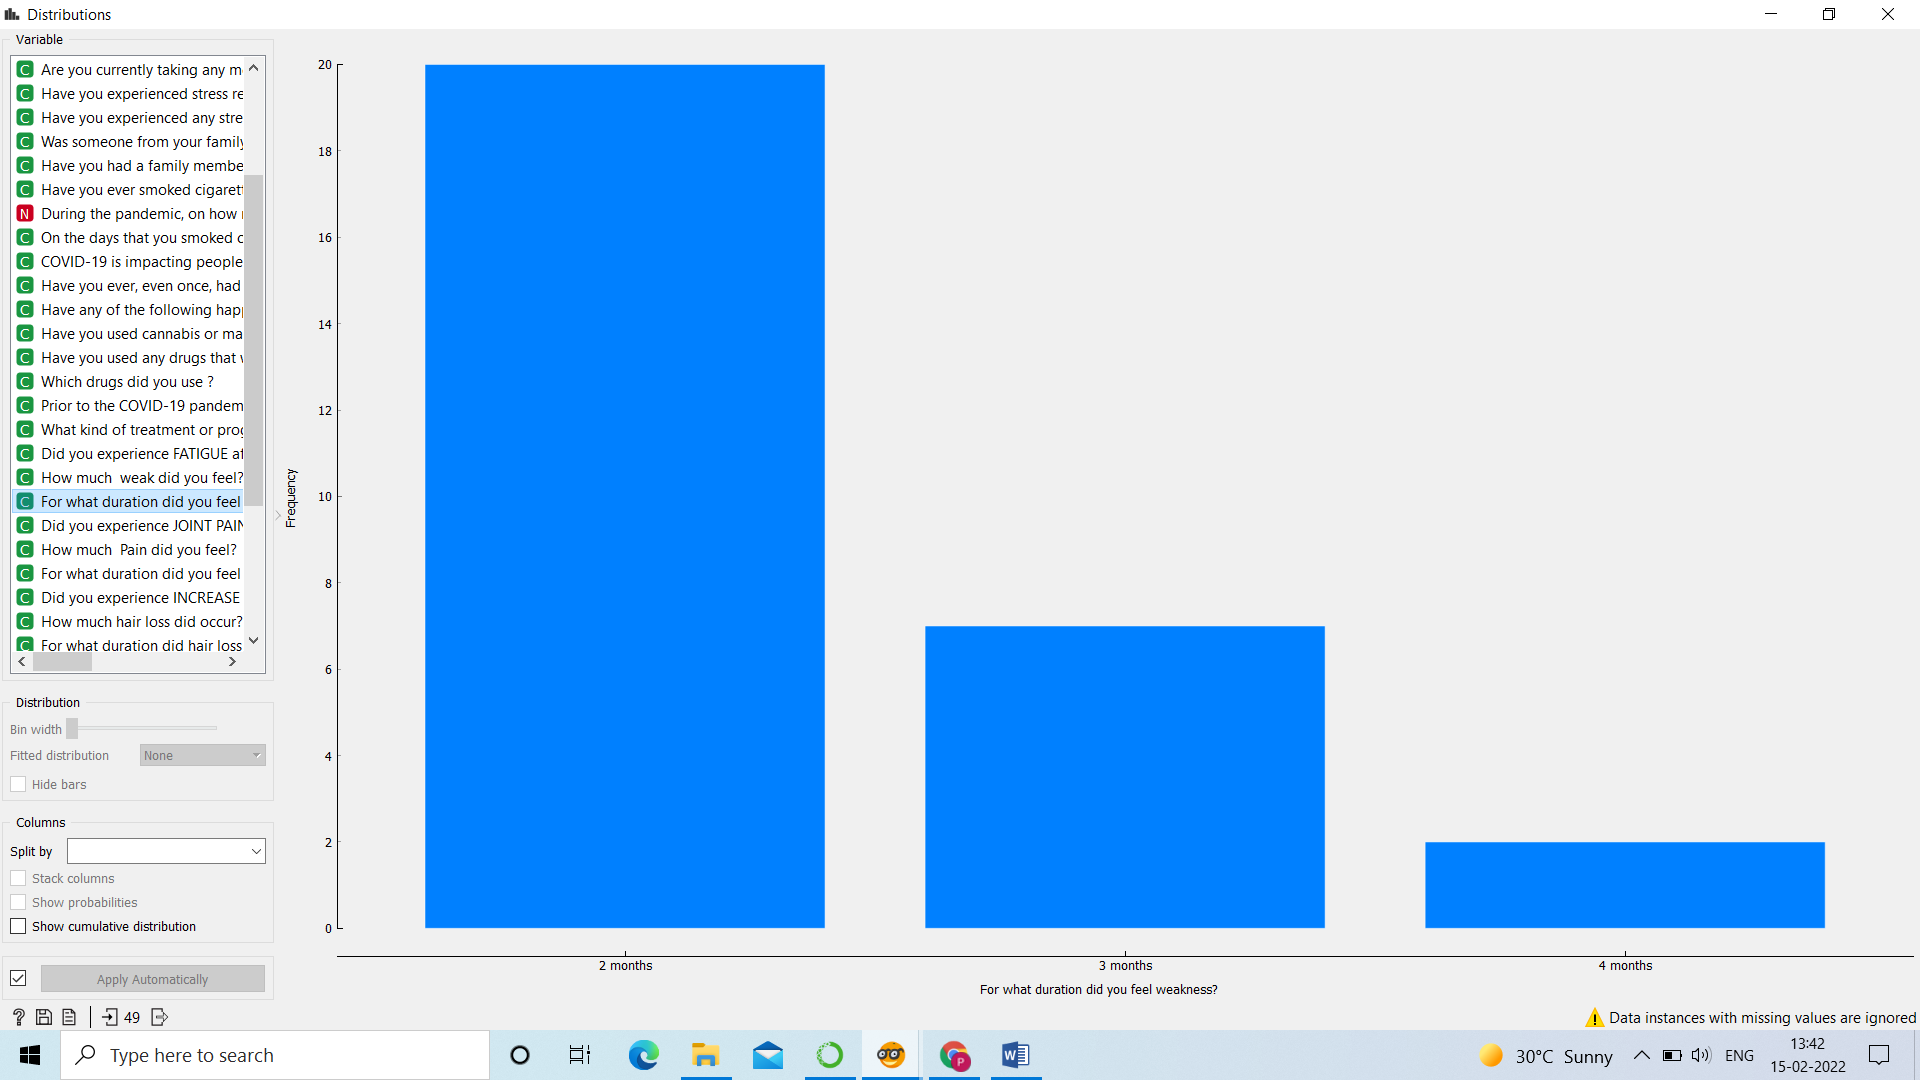 Distributions
Variable
C Are you currently taking any m
C Have you experienced stress re
C Have you experienced any stre
C Was someone from your family
C Have you had a family membe
C Have you ever smoked cigarett
N During the pandemic, on how
C On the days that you smoked c
C COVID-19 is impacting people
C Have you ever, even once, had
C Have any of the following hap
C Have you used cannabis or ma
C Have you used any drugs that
C Which drugs did you use ?
C Prior to the COVID-19 pandem
C What kind of treatment or prog
C Did you experience FATIGUE af
C How much  weak did you feel?
C For what duration did you feel
C Did you experience JOINT PAIN
C How much  Pain did you feel?
C For what duration did you feel
C Did you experience INCREASE
C How much hair loss did occur?
C For what duration did hair loss
Distribution
Bin width
Fitted distribution None
Hide bars
Columns
Split by
Stack columns
Show probabilities
Show cumulative distribution
Apply Automatically
? 49
Frequency
20
18
16
14
12
10
8
6
4
2
0
2 months 3 months 4 months
For what duration did you feel weakness?
Data instances with missing values are ignored
Type here to search
P
W
30°C Sunny
ENG
13:42
15-02-2022